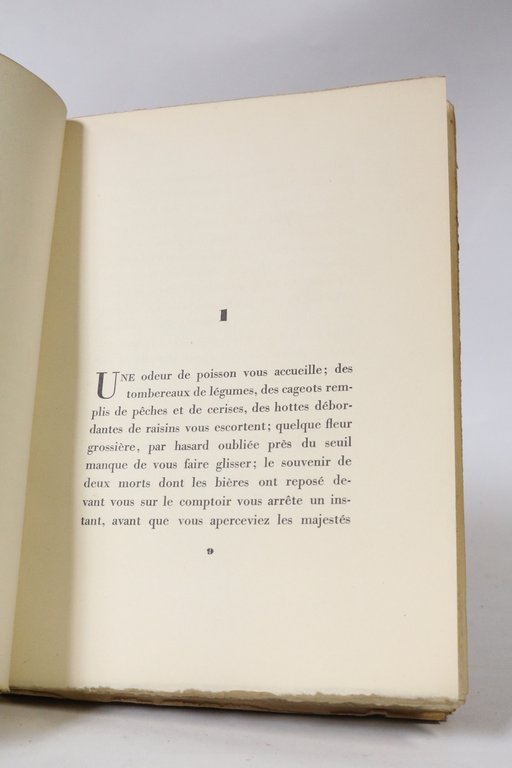 I
UNE odeur de poisson vous accueille; des
tombereaux de légumes, des cageots rem-
plis de pêches et de cerises, des hottes débor-
dantes de raisins vous escortent; quelque fleur
grossière, par hasard oubliée près du seuil
manque de vous faire glisser; le souvenir de
deux morts dont les bières ont reposé de-
vant vous sur le comptoir vous arrête un ins-
tant, avant que vous aperceviez les majestés
9